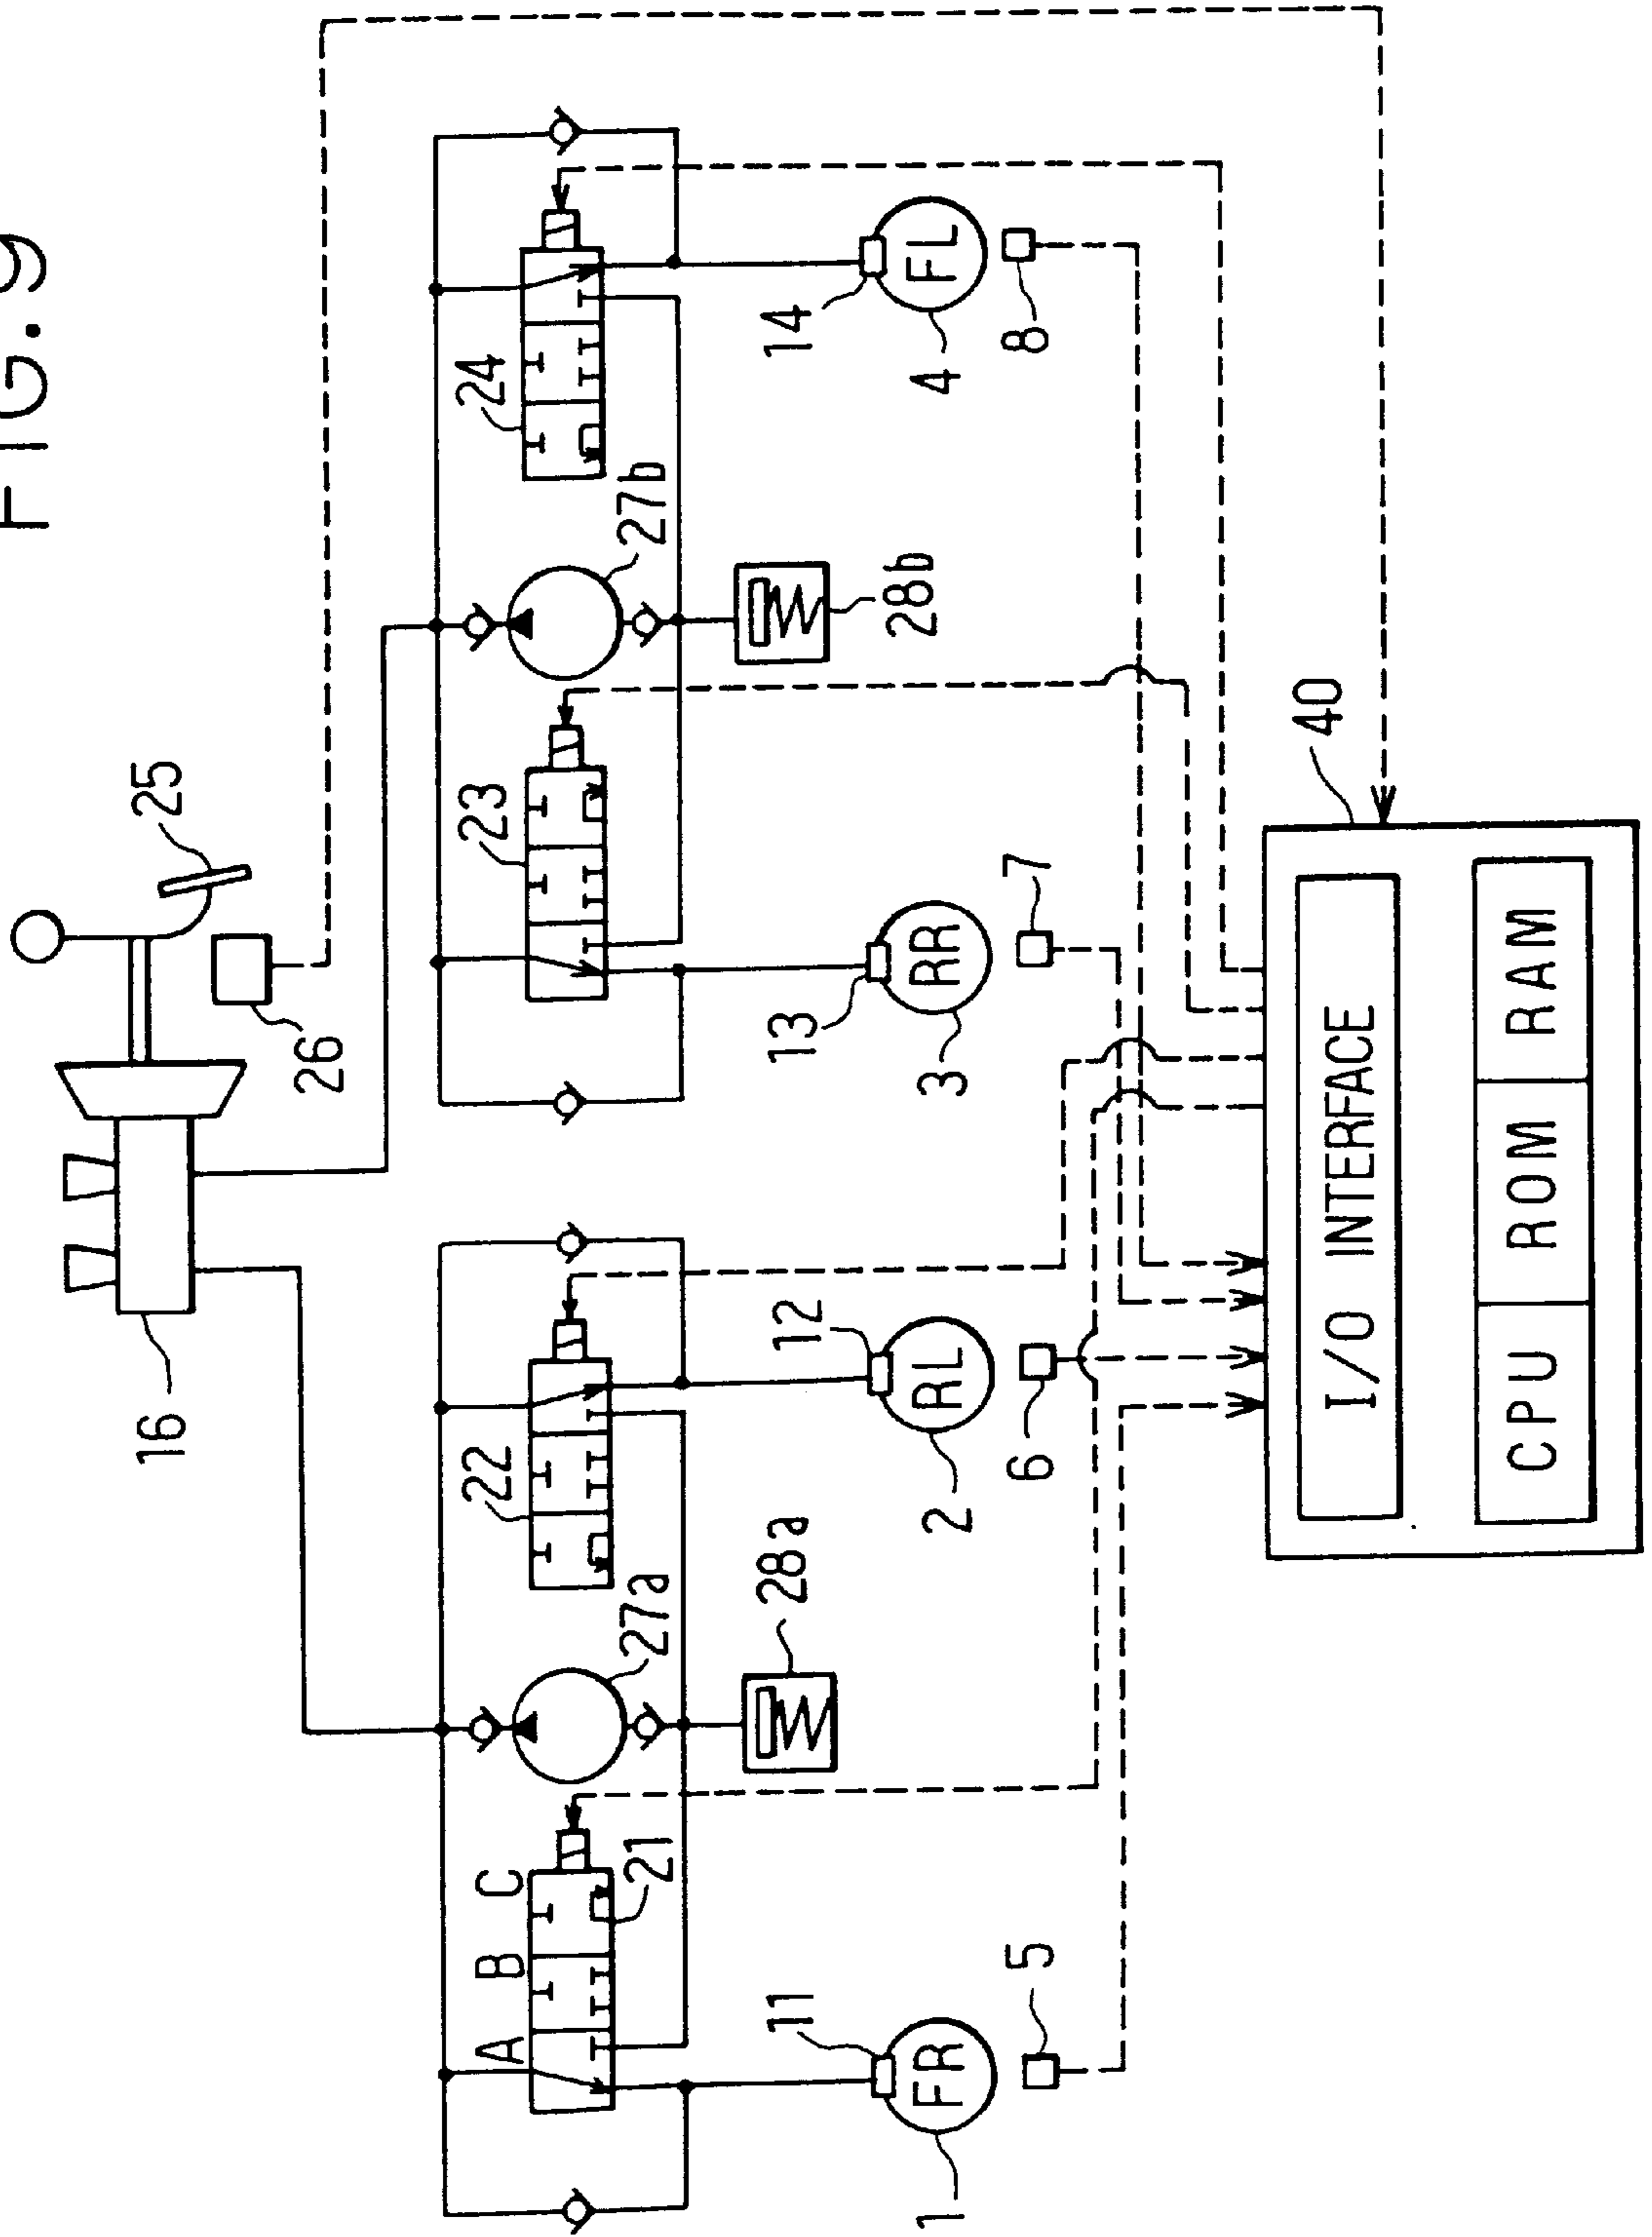 FIG. 9
16
25
26
A B C
21
27a
22
28a
23
27b
24
28b
11
FR
1
5
12
RL
2
6
13
RR
3
7
14
FL
4
8
40
I/O INTERFACE
CPU ROM RAM